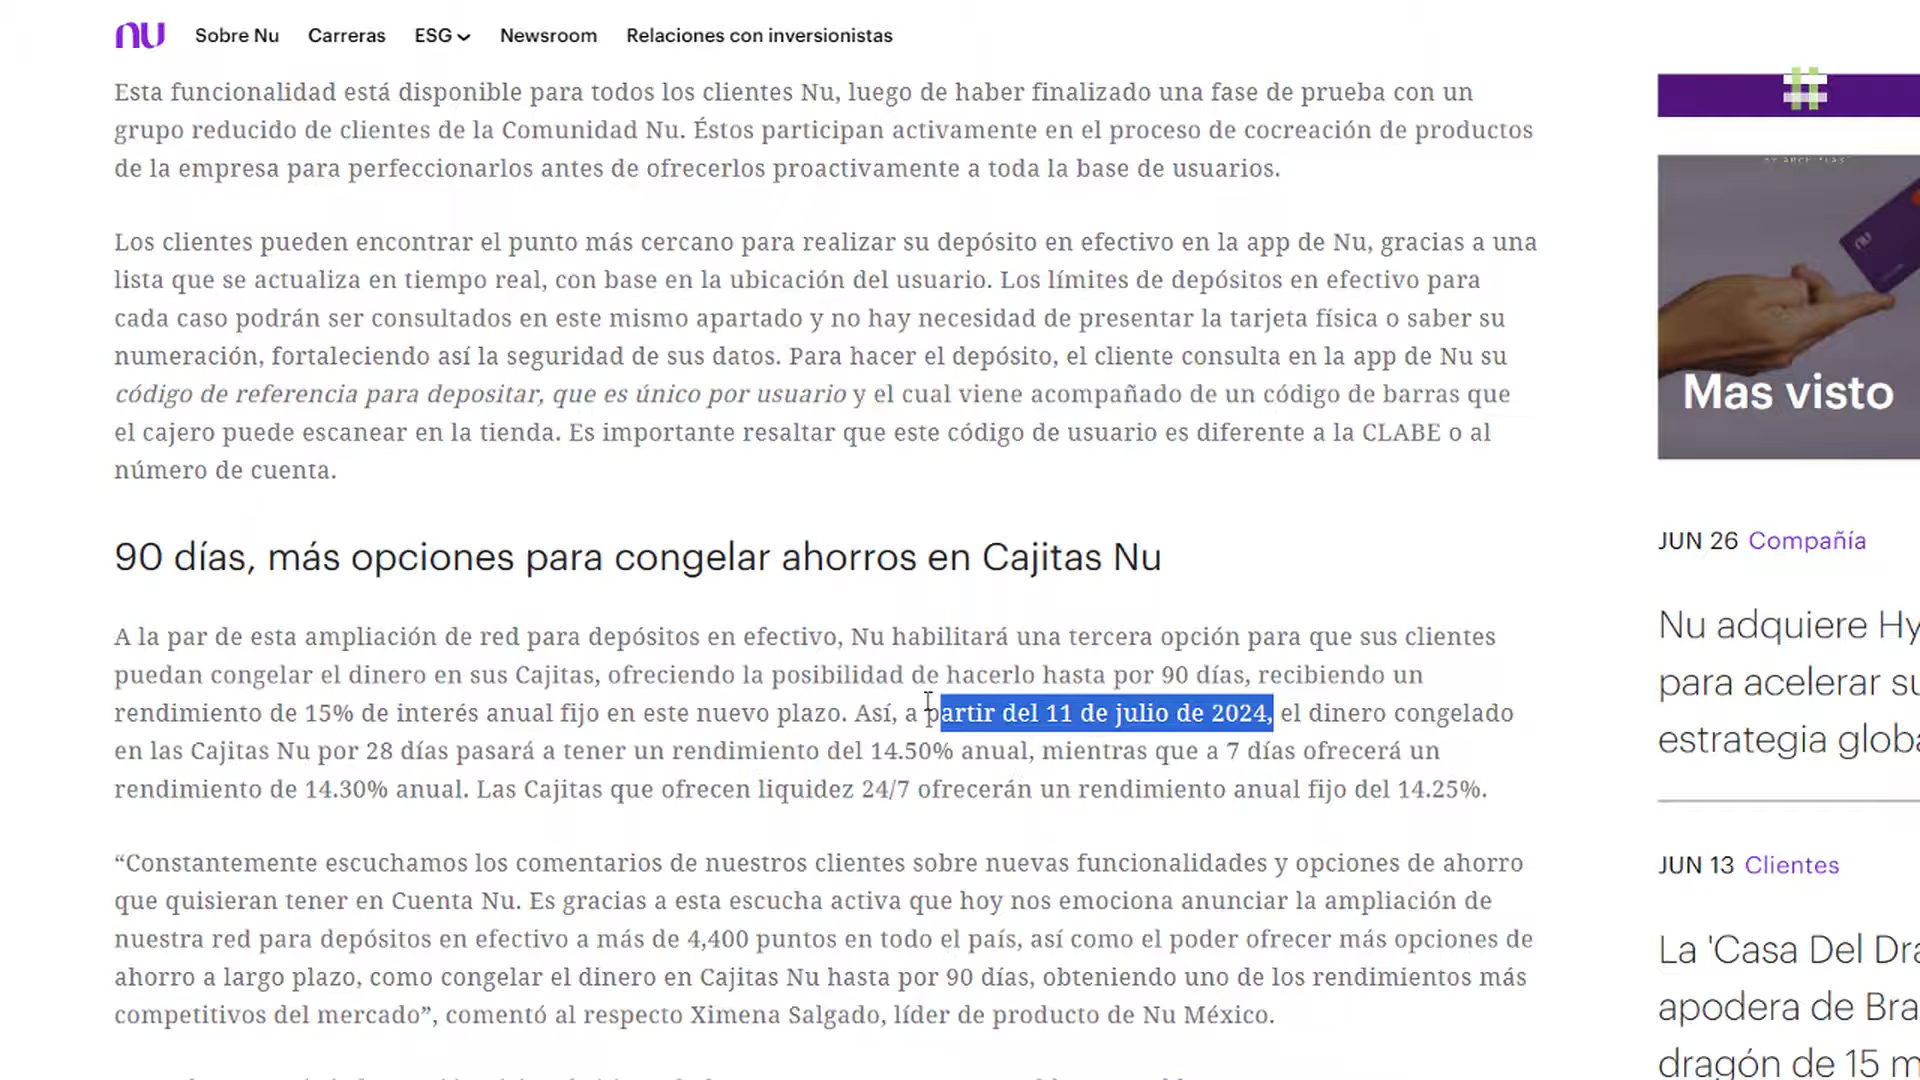 nu Sobre Nu Carreras ESG Newsroom Relaciones con inversionistas
Esta funcionalidad está disponible para todos los clientes Nu, luego de haber finalizado una fase de prueba con un
grupo reducido de clientes de la Comunidad Nu. Éstos participan activamente en el proceso de cocreación de productos
de la empresa para perfeccionarlos antes de ofrecerlos proactivamente a toda la base de usuarios.
Los clientes pueden encontrar el punto más cercano para realizar su depósito en efectivo en la app de Nu, gracias a una
lista que se actualiza en tiempo real, con base en la ubicación del usuario. Los límites de depósitos en efectivo para
cada caso podrán ser consultados en este mismo apartado y no hay necesidad de presentar la tarjeta física o saber su
numeración, fortaleciendo así la seguridad de sus datos. Para hacer el depósito, el cliente consulta en la app de Nu su
código de referencia para depositar, que es único por usuario y el cual viene acompañado de un código de barras que
el cajero puede escanear en la tienda. Es importante resaltar que este código de usuario es diferente a la CLABE o al
número de cuenta.
90 días, más opciones para congelar ahorros en Cajitas Nu
A la par de esta ampliación de red para depósitos en efectivo, Nu habilitará una tercera opción para que sus clientes
puedan congelar el dinero en sus Cajitas, ofreciendo la posibilidad de hacerlo hasta por 90 días, recibiendo un
rendimiento de 15% de interés anual fijo en este nuevo plazo. Así, a partir del 11 de julio de 2024, el dinero congelado
en las Cajitas Nu por 28 días pasará a tener un rendimiento del 14.50% anual, mientras que a 7 días ofrecerá un
rendimiento de 14.30% anual. Las Cajitas que ofrecen liquidez 24/7 ofrecerán un rendimiento anual fijo del 14.25%.
“Constantemente escuchamos los comentarios de nuestros clientes sobre nuevas funcionalidades y opciones de ahorro
que quisieran tener en Cuenta Nu. Es gracias a esta escucha activa que hoy nos emociona anunciar la ampliación de
nuestra red para depósitos en efectivo a más de 4,400 puntos en todo el país, así como el poder ofrecer más opciones de
ahorro a largo plazo, como congelar el dinero en Cajitas Nu hasta por 90 días, obteniendo uno de los rendimientos más
competitivos del mercado”, comentó al respecto Ximena Salgado, líder de producto de Nu México.
#
nu
Mas visto
JUN 26 Compañía
Nu adquiere Hy
para acelerar su
estrategia globa
JUN 13 Clientes
La 'Casa Del Dra
apodera de Bra
dragón de 15 m